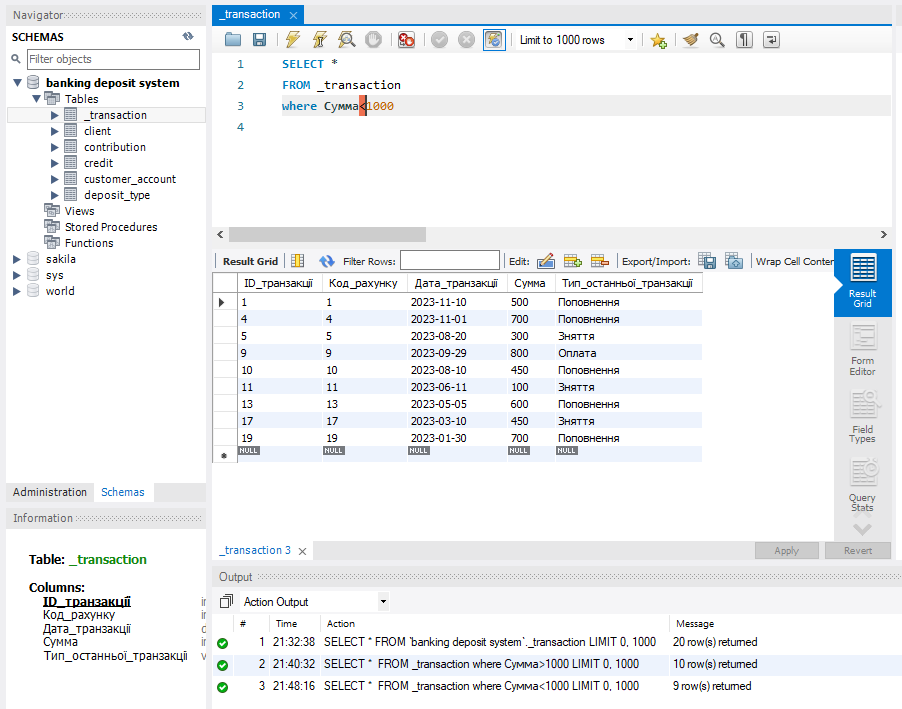 Navigator
SCHEMAS
Filter objects
banking deposit system
Tables
_transaction
client
contribution
credit
customer_account
deposit_type
Views
Stored Procedures
Functions
sakila
sys
world
Administration Schemas
Information
Table: _transaction
Columns:
ID_транзакції
Код_рахунку
Дата_транзакції
Сумма
Тип_останньої_транзакції
_transaction
Limit to 1000 rows
1 SELECT *
2 FROM _transaction
3 where Сумма<1000
4
Result Grid Filter Rows: Edit: Export/Import: Wrap Cell Conten
ID_транзакції Код_рахунку Дата_транзакції Сумма Тип_останньої_транзакції
1 1 2023-11-10 500 Поповнення
4 4 2023-11-01 700 Поповнення
5 5 2023-08-20 300 Зняття
9 9 2023-09-29 800 Оплата
10 10 2023-08-10 450 Поповнення
11 11 2023-06-11 100 Зняття
13 13 2023-05-05 600 Поповнення
17 17 2023-03-10 450 Зняття
19 19 2023-01-30 700 Поповнення
NULL NULL NULL NULL NULL
Result
Grid
Form
Editor
Field
Types
Query
Stats
_transaction 3
Apply Revert
Output
Action Output
# Time Action Message
1 21:32:38 SELECT * FROM `banking deposit system`._transaction LIMIT 0, 1000 20 row(s) returned
2 21:40:32 SELECT * FROM _transaction where Сумма>1000 LIMIT 0, 1000 10 row(s) returned
3 21:48:16 SELECT * FROM _transaction where Сумма<1000 LIMIT 0, 1000 9 row(s) returned